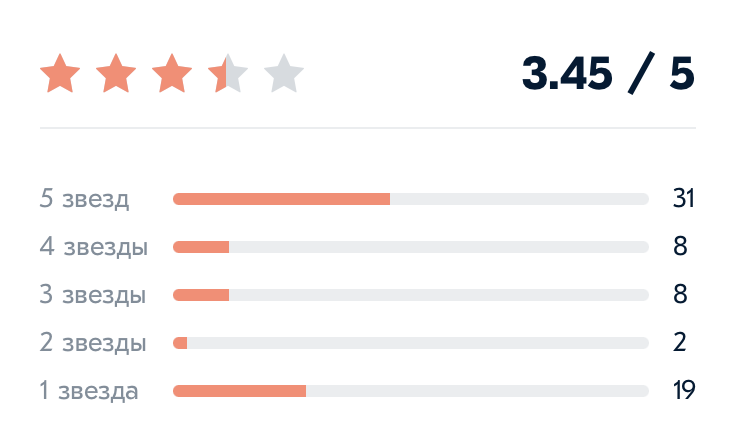 3.45 / 5
5 звезд 31
4 звезды 8
3 звезды 8
2 звезды 2
1 звезда 19